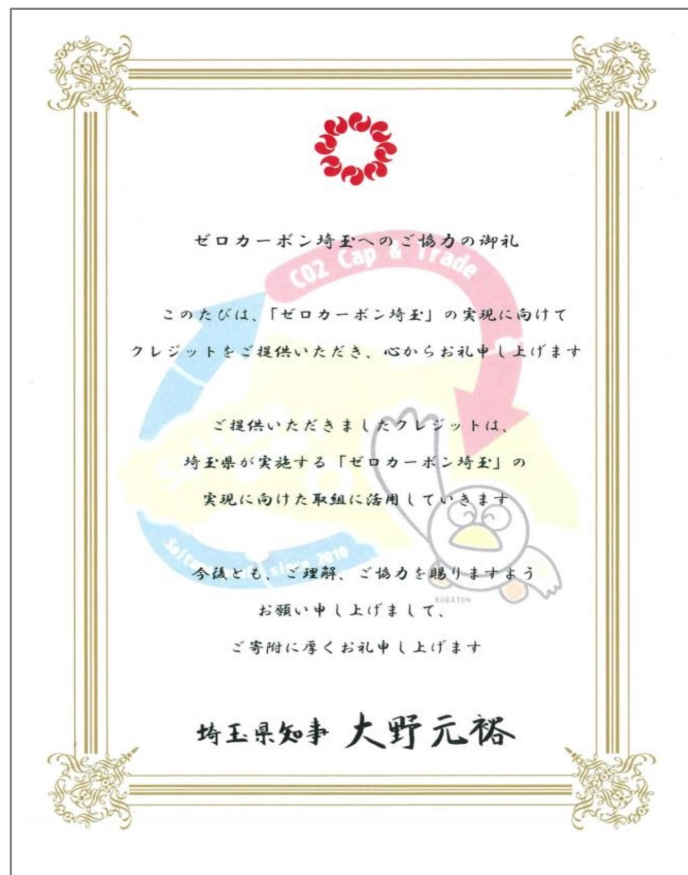 ゼロカーボン埼玉へのご協力の御礼
CO2 Cap & Trade
このたびは、「ゼロカーボン埼玉」の実現に向けて
クレジットをご提供いただき、心からお礼申し上げます
ご提供いただきましたクレジットは、
埼玉県が実施する「ゼロカーボン埼玉」の
実現に向けた取組に活用していきます
since 2010
今後とも、ご理解、ご協力を賜りますよう
KOBATON
お願い申し上げまして、
ご寄附に厚くお礼申し上げます
埼玉県知事 大野元裕